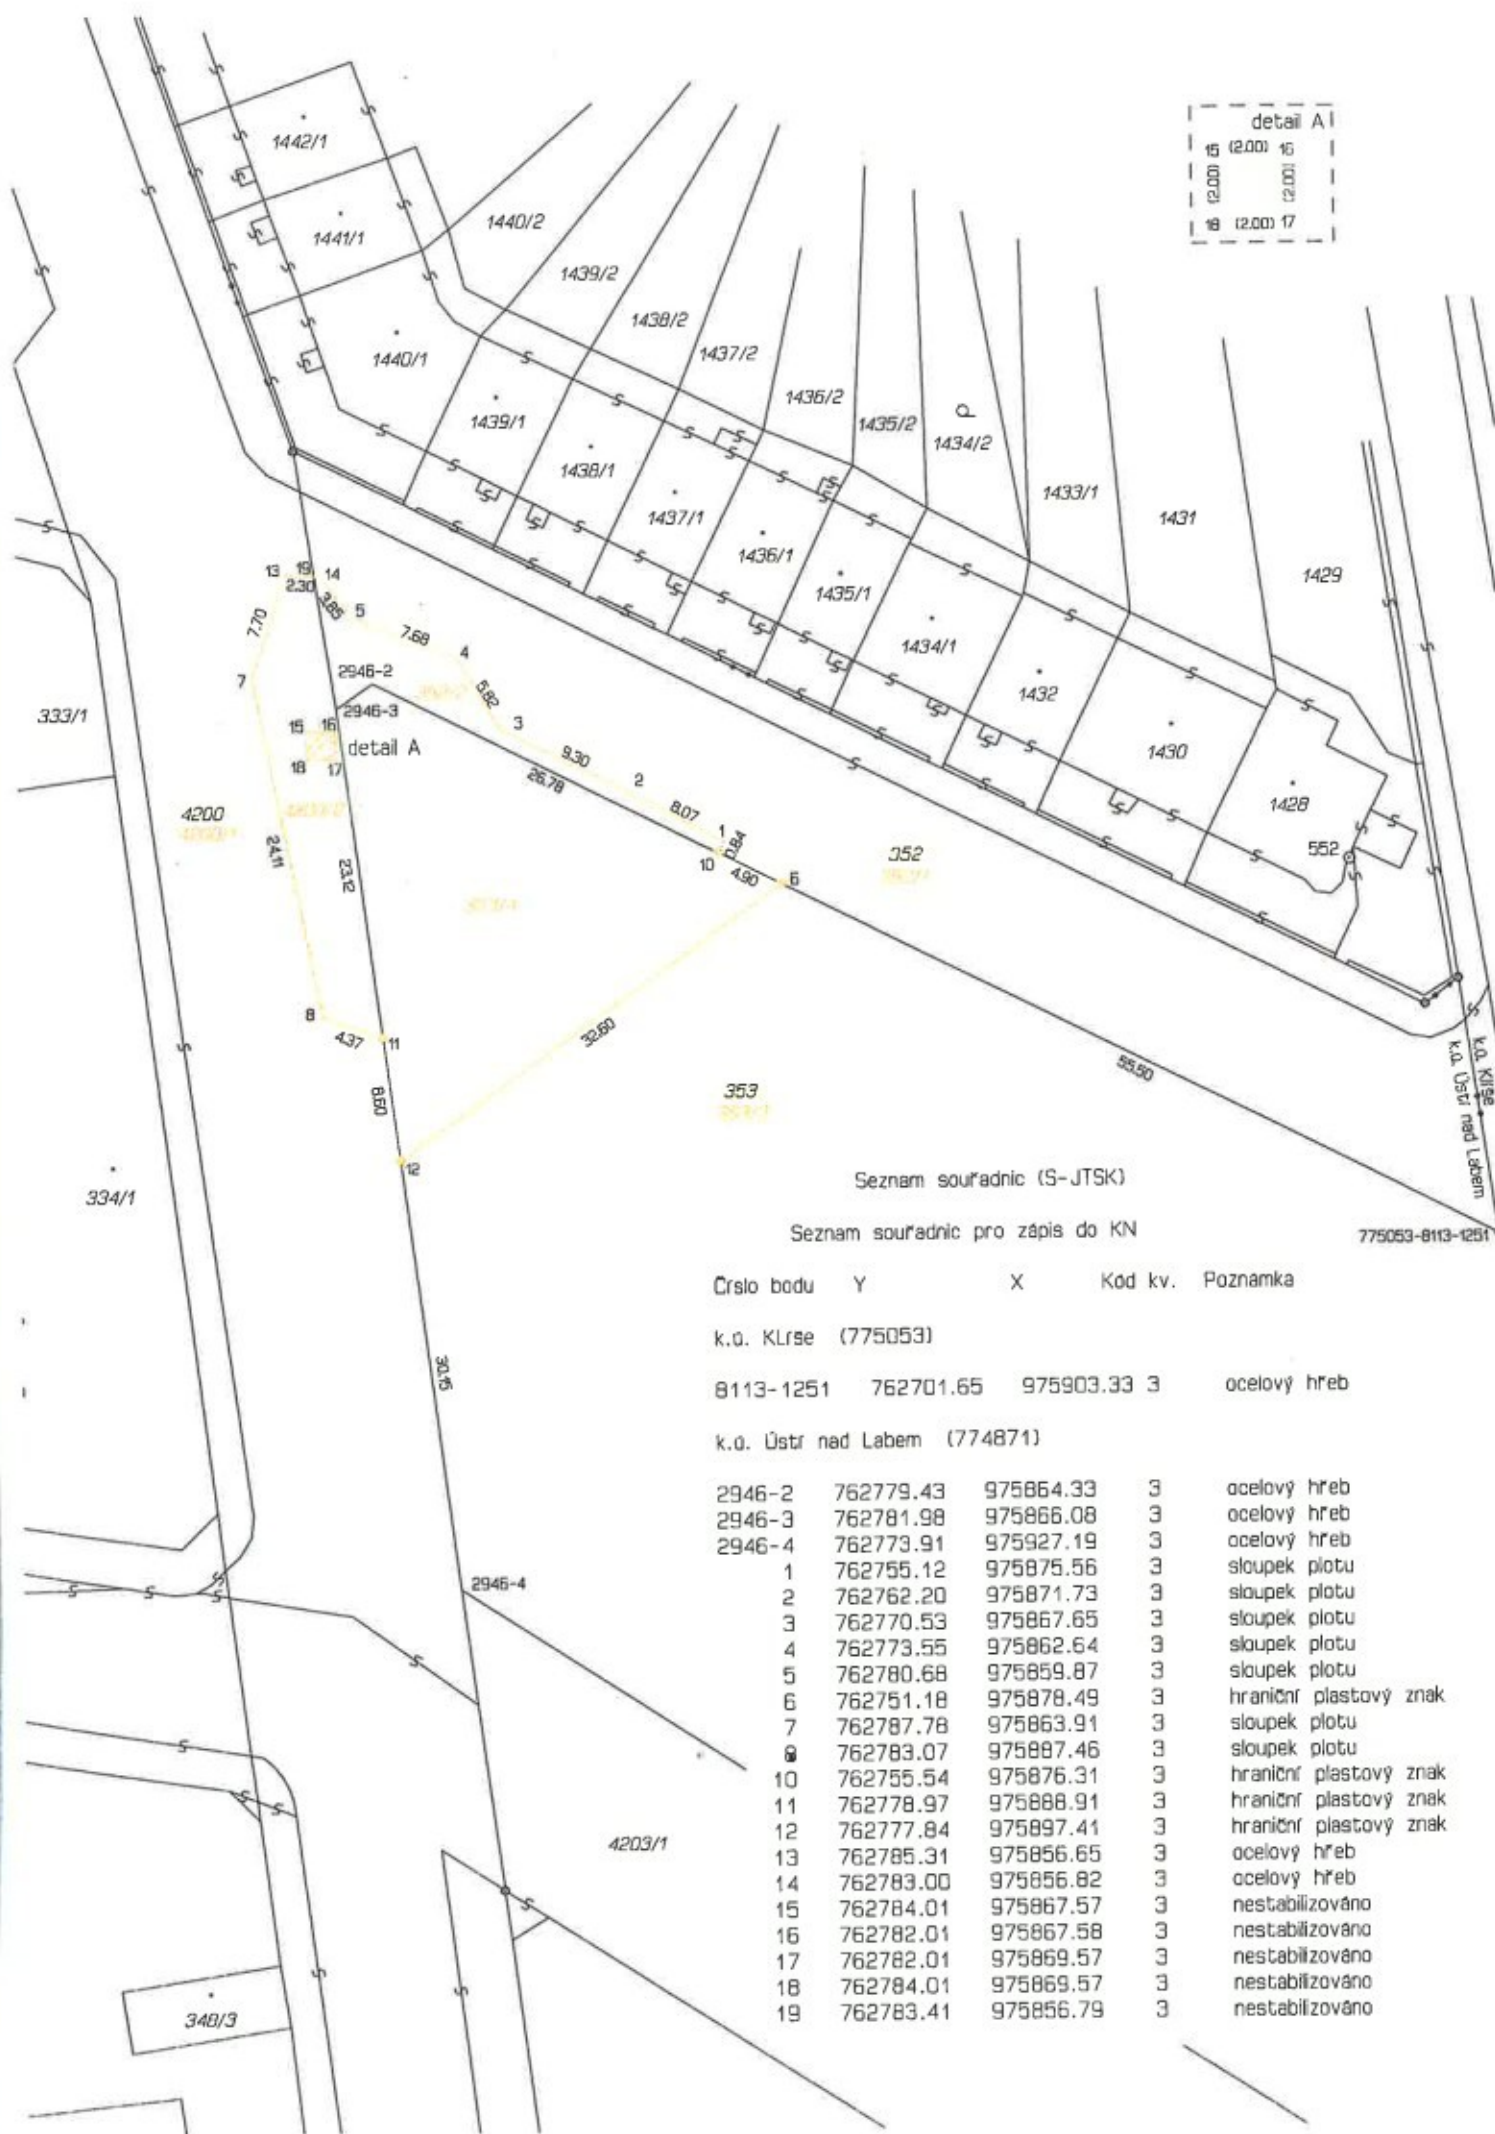 detail A
15 (2.00) 16
(2.00) (2.00)
18 (2.00) 17
1442/1
1441/1
1440/2
1439/2
1438/2
1440/1
1437/2
1436/2
1439/1
1435/2
P
1434/2
1438/1
1433/1
1437/1
1431
1436/1
1429
1435/1
13 19 14
2.30
3.85
5
7.70
7.68
4
1434/1
2946-2
7
5.82
1432
333/1
2946-3
15 16
3
detail A
18 17
9.30
1430
26.78
2
1428
4200
8.07
1
0.84
552
24.11
23.12
10
4.90
6
352
8
4.37
11
32.60
8.60
55.50
353
k.ú. Klíše
k.ú. Ústí nad Labem
12
334/1
Seznam souřadnic (S-JTSK)
Seznam souřadnic pro zápis do KN
775053-8113-1251
Číslo bodu Y X Kód kv. Poznámka
k.ú. Klíše (775053)
30.15
8113-1251 762701.65 975903.33 3 ocelový hřeb
k.ú. Ústí nad Labem (774871)
2946-2 762779.43 975864.33 3 ocelový hřeb
2946-3 762781.98 975866.08 3 ocelový hřeb
2946-4 762773.91 975927.19 3 ocelový hřeb
1 762755.12 975875.56 3 sloupek plotu
2946-4
2 762762.20 975871.73 3 sloupek plotu
3 762770.53 975867.65 3 sloupek plotu
4 762773.55 975862.64 3 sloupek plotu
5 762780.68 975859.87 3 sloupek plotu
6 762751.18 975878.49 3 hraniční plastový znak
7 762787.78 975863.91 3 sloupek plotu
8 762783.07 975887.46 3 sloupek plotu
10 762755.54 975876.31 3 hraniční plastový znak
11 762778.97 975888.91 3 hraniční plastový znak
12 762777.84 975897.41 3 hraniční plastový znak
4203/1
13 762785.31 975856.65 3 ocelový hřeb
14 762783.00 975856.82 3 ocelový hřeb
15 762784.01 975867.57 3 nestabilizováno
16 762782.01 975867.58 3 nestabilizováno
17 762782.01 975869.57 3 nestabilizováno
18 762784.01 975869.57 3 nestabilizováno
19 762783.41 975856.79 3 nestabilizováno
340/3